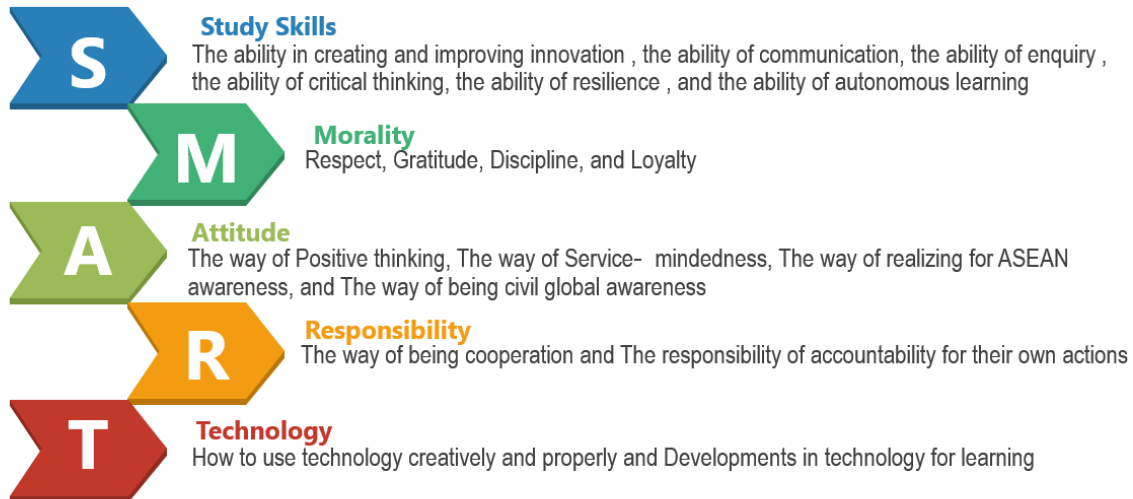 S
Study Skills
The ability in creating and improving innovation , the ability of communication, the ability of enquiry ,
the ability of critical thinking, the ability of resilience , and the ability of autonomous learning
M
Morality
Respect, Gratitude, Discipline, and Loyalty
A
Attitude
The way of Positive thinking, The way of Service- mindedness, The way of realizing for ASEAN
awareness, and The way of being civil global awareness
R
Responsibility
The way of being cooperation and The responsibility of accountability for their own actions
T
Technology
How to use technology creatively and properly and Developments in technology for learning